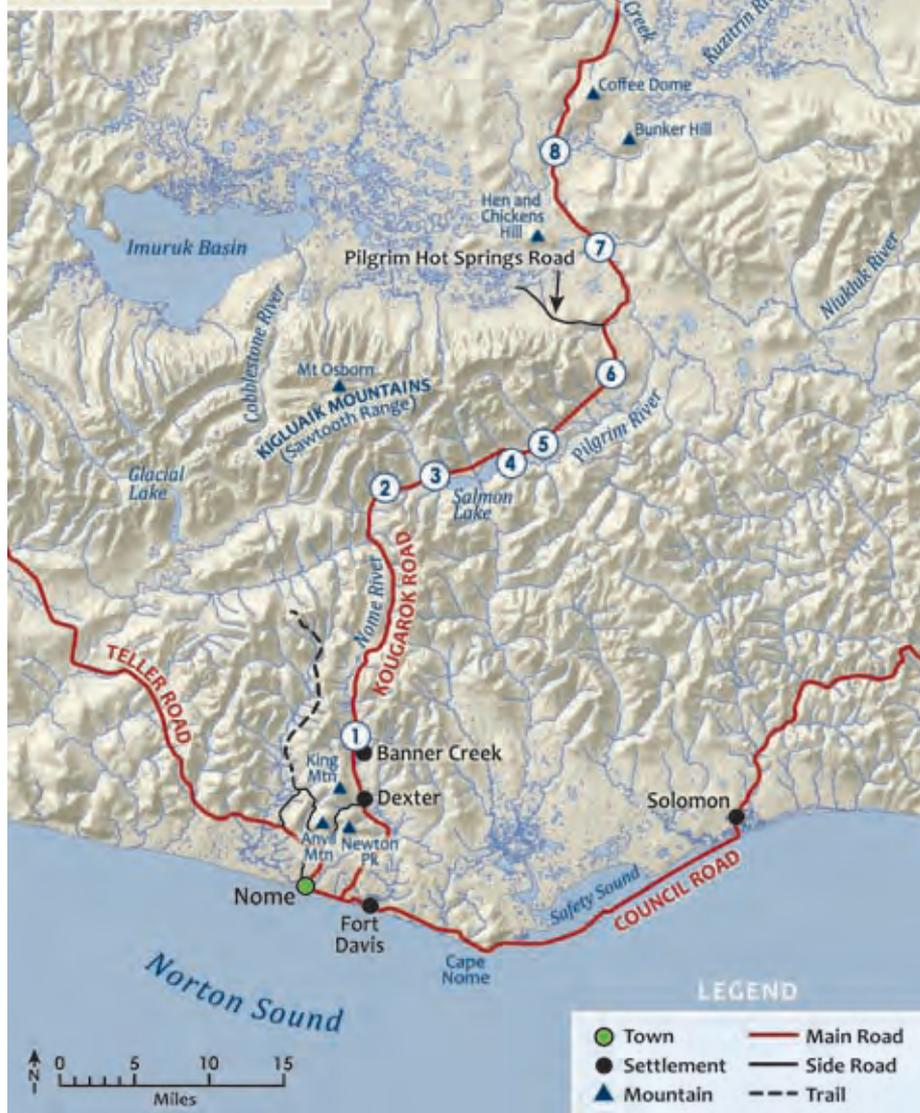 Creek
Kuzitrin
Coffee Dome
Bunker Hill
8
Hen and
Chickens
Hill
7
Imuruk Basin
Pilgrim Hot Springs Road
Niukluk River
Cobblestone River
Mt Osborn
KIGLUAIK MOUNTAINS
(Sawtooth Range)
6
Pilgrim River
5
4
3
2
Glacial
Lake
Salmon
Lake
Nome River
KOUGAROK ROAD
TELLER ROAD
1
Banner Creek
King
Mtn
Dexter
Solomon
Anvil
Mtn
Newton
Pk
Nome
Fort
Davis
Safety Sound
COUNCIL ROAD
Cape
Nome
Norton Sound
LEGEND
Town
Settlement
Mountain
Main Road
Side Road
Trail
N
0 5 10 15
Miles